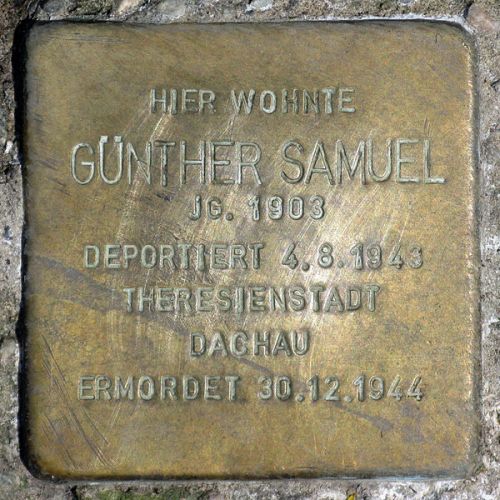 HIER WOHNTE
GÜNTHER SAMUEL
JG. 1903
DEPORTIERT 4.8.1943
THERESIENSTADT
DACHAU
ERMORDET 30.12.1944